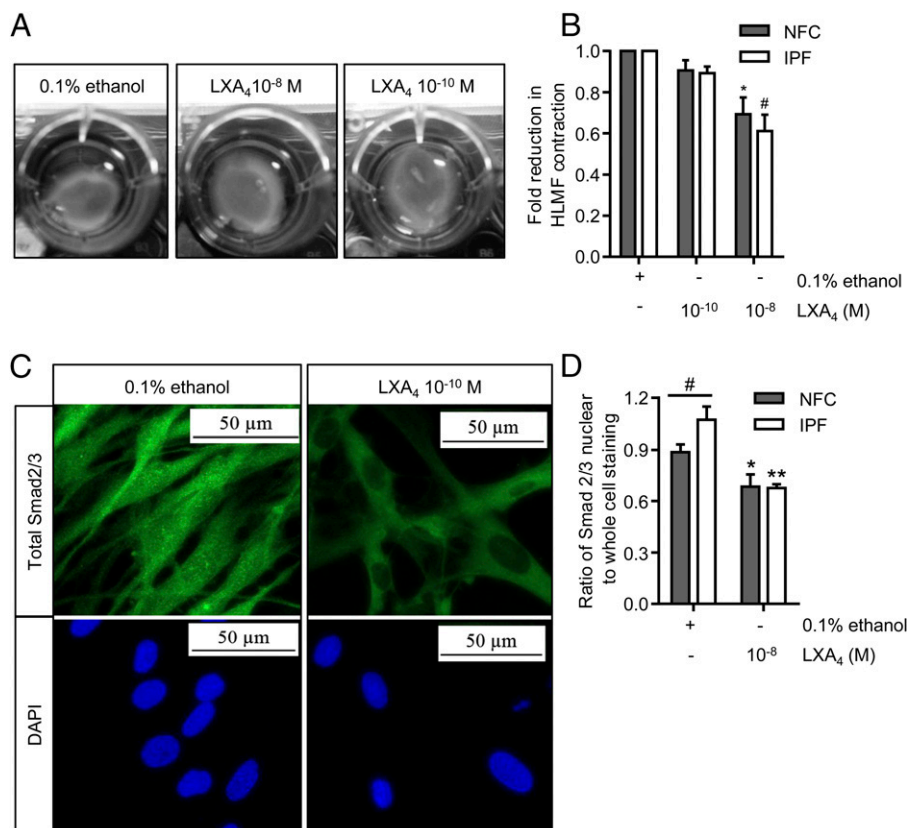 A
0.1% ethanol
LXA₄10⁻⁸ M
LXA₄ 10⁻¹⁰ M
B
NFC
IPF
Fold reduction in
HLMF contraction
1.0
0.8
0.6
0.4
0.2
0.0
*
#
+ - - 0.1% ethanol
- 10⁻¹⁰ 10⁻⁸ LXA₄ (M)
C
0.1% ethanol
LXA₄ 10⁻¹⁰ M
Total Smad2/3
50 µm
50 µm
DAPI
50 µm
50 µm
D
NFC
IPF
Ratio of Smad 2/3 nuclear
to whole cell staining
1.2
0.9
0.6
0.3
0.0
#
*
**
+ - 0.1% ethanol
- 10⁻⁸ LXA₄ (M)